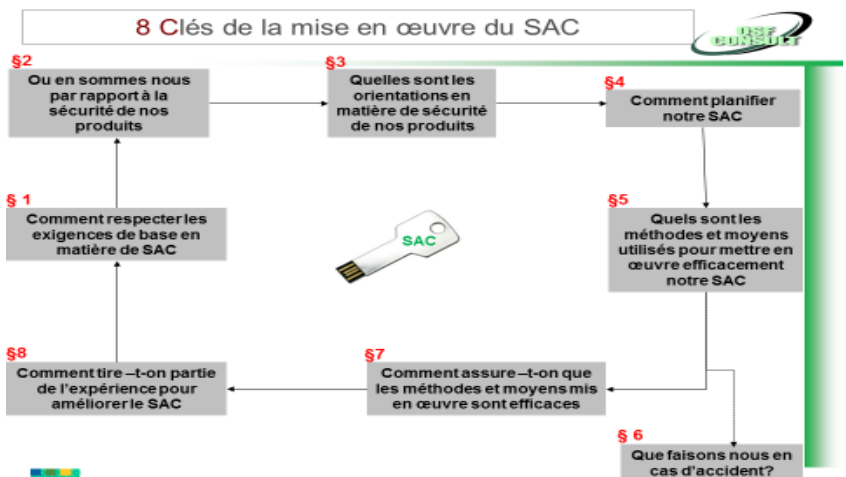 8 Clés de la mise en œuvre du SAC
QSF
CONSULT
§2
Ou en sommes nous
par rapport à la
sécurité de nos
produits
§3
Quelles sont les
orientations en
matière de sécurité
de nos produits
§4
Comment planifier
notre SAC
§ 1
Comment respecter les
exigences de base en
matière de SAC
SAC
§5
Quels sont les
méthodes et moyens
utilisés pour mettre en
œuvre efficacement
notre SAC
§8
Comment tire –t-on partie
de l'expérience pour
améliorer le SAC
§7
Comment assure –t-on que
les méthodes et moyens mis
en œuvre sont efficaces
§ 6
Que faisons nous en
cas d'accident?